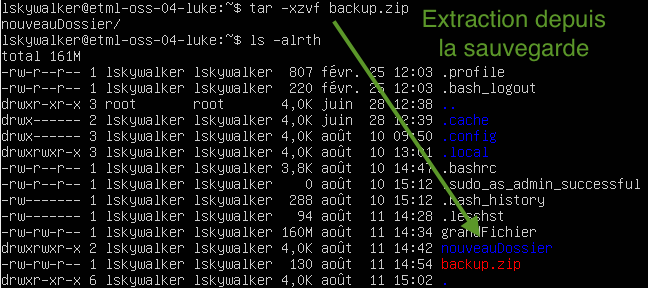 lskywalker@etml-oss-04-luke:~$ tar -xzvf backup.zip
nouveauDossier/
lskywalker@etml-oss-04-luke:~$ ls -alrth
total 161M
-rw-r--r-- 1 lskywalker lskywalker 807 févr. 25 12:03 .profile
-rw-r--r-- 1 lskywalker lskywalker 220 févr. 25 12:03 .bash_logout
drwxr-xr-x 3 root root 4,0K juin 28 12:38 ..
drwx------ 2 lskywalker lskywalker 4,0K juin 28 12:39 .cache
drwx------ 3 lskywalker lskywalker 4,0K août 10 09:50 .config
drwxrwxr-x 3 lskywalker lskywalker 4,0K août 10 13:01 .local
-rw-r--r-- 1 lskywalker lskywalker 3,8K août 10 14:47 .bashrc
-rw-r--r-- 1 lskywalker lskywalker 0 août 10 15:12 .sudo_as_admin_successful
-rw------- 1 lskywalker lskywalker 288 août 10 15:12 .bash_history
-rw------- 1 lskywalker lskywalker 94 août 11 14:28 .lesshst
-rw-rw-r-- 1 lskywalker lskywalker 160M août 11 14:34 grandFichier
drwxrwxr-x 2 lskywalker lskywalker 4,0K août 11 14:42 nouveauDossier
-rw-rw-r-- 1 lskywalker lskywalker 130 août 11 14:54 backup.zip
drwxr-xr-x 6 lskywalker lskywalker 4,0K août 11 15:02 .
Extraction depuis
la sauvegarde